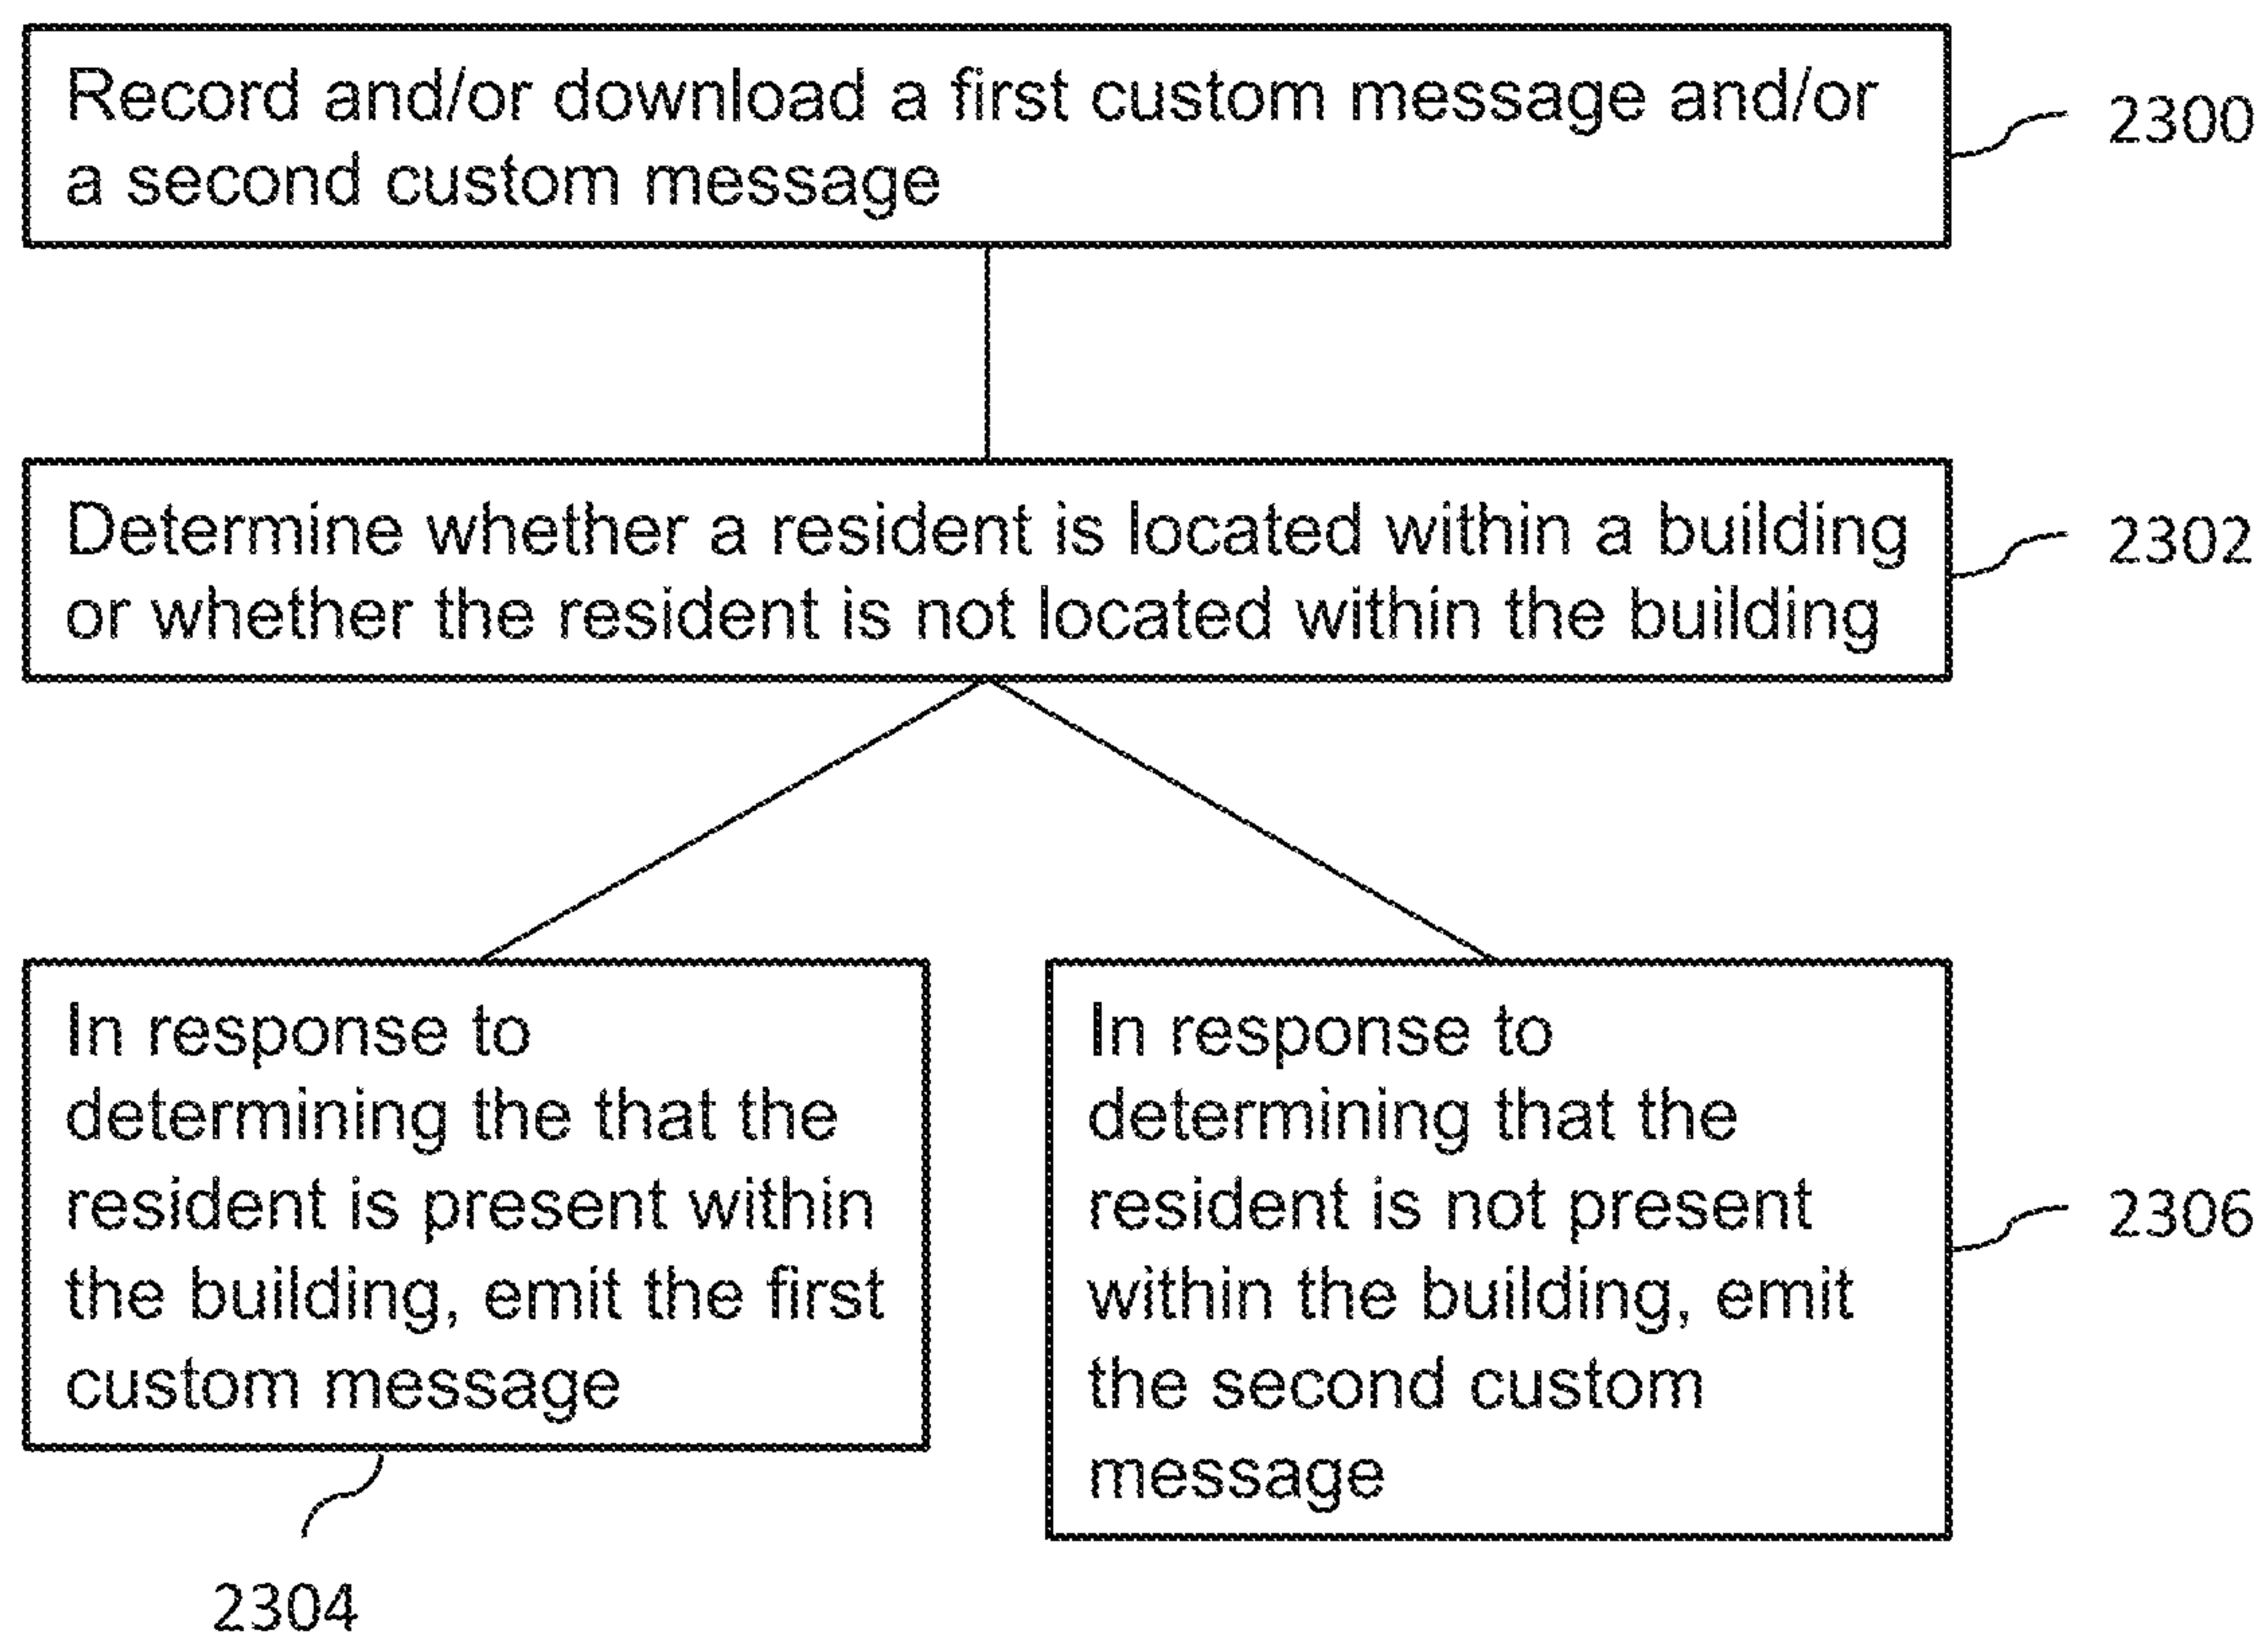 Record and/or download a first custom message and/or
a second custom message
2300
Determine whether a resident is located within a building
or whether the resident is not located within the building
2302
In response to
determining the that the
resident is present within
the building, emit the first
custom message
2304
In response to
determining that the
resident is not present
within the building, emit
the second custom
message
2306